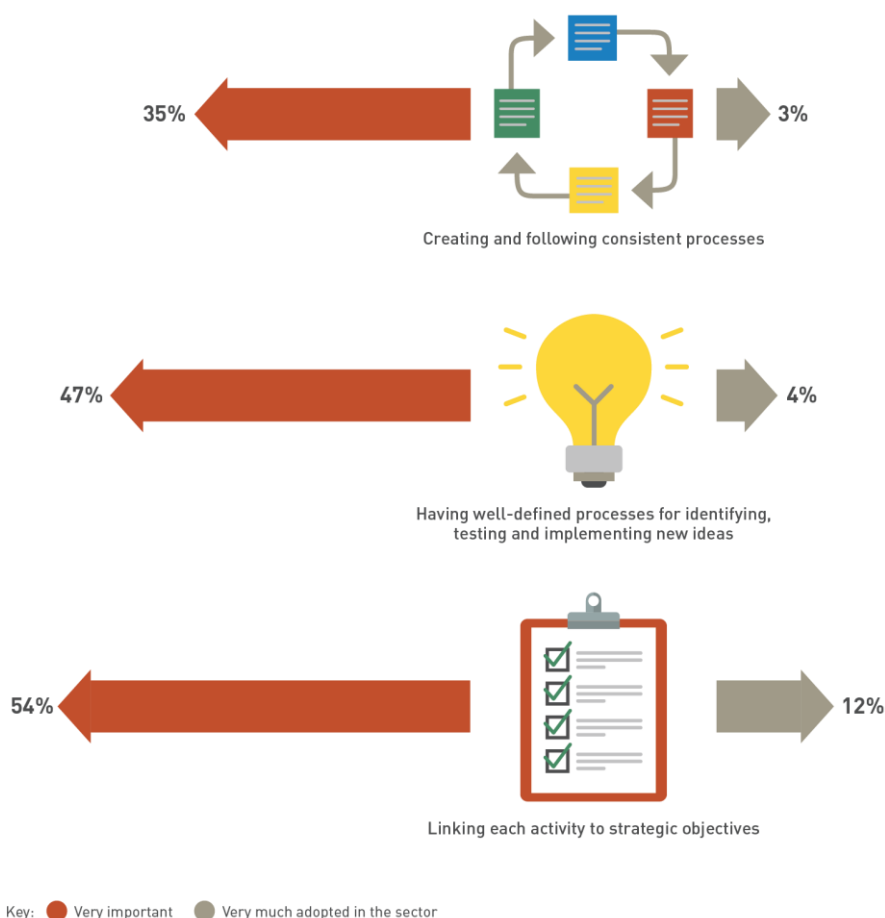 35%
3%
Creating and following consistent processes
47%
4%
Having well-defined processes for identifying,
testing and implementing new ideas
54%
12%
Linking each activity to strategic objectives
Key: Very important Very much adopted in the sector